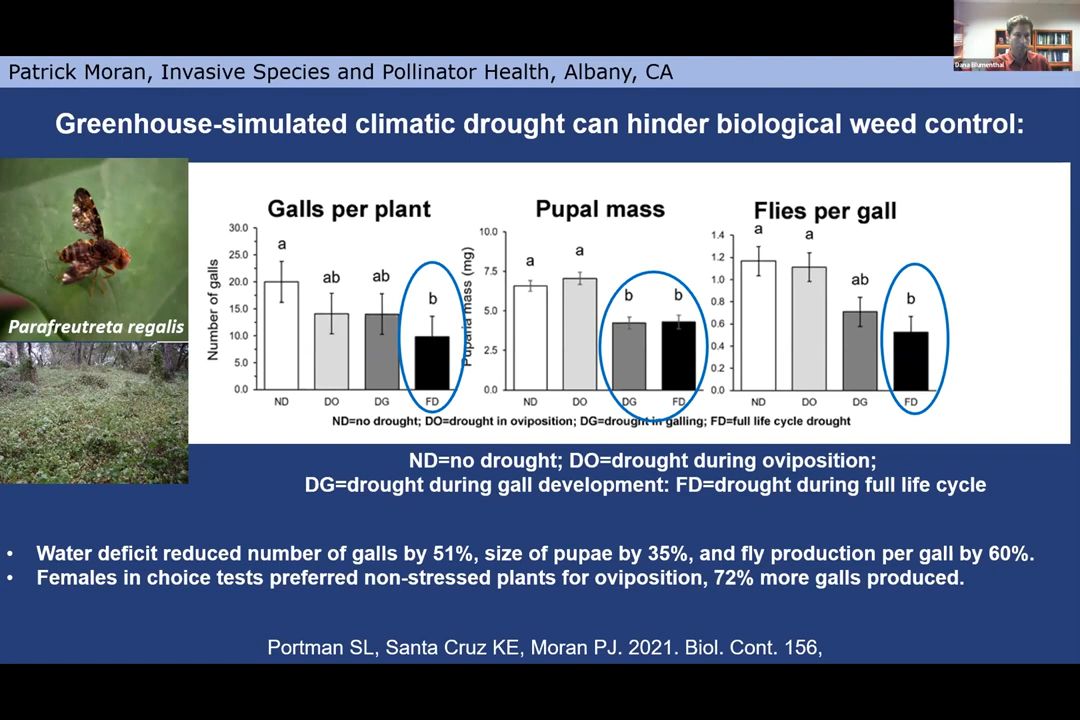 Dana Blumenthal
Patrick Moran, Invasive Species and Pollinator Health, Albany, CA
Greenhouse-simulated climatic drought can hinder biological weed control:
Parafreutreta regalis
Galls per plant
Number of galls
30.0
25.0
20.0
15.0
10.0
5.0
0.0
a
ab
ab
b
ND
DO
DG
FD
Pupal mass
Puparia mass (mg)
10.0
7.5
5.0
2.5
0.0
a
a
b
b
ND
DO
DG
FD
Flies per gall
1.4
1.2
1.0
0.8
0.6
0.4
0.2
0.0
a
a
ab
b
ND
DO
DG
FD
ND=no drought; DO=drought in oviposition; DG=drought in galling; FD=full life cycle drought
ND=no drought; DO=drought during oviposition;
DG=drought during gall development: FD=drought during full life cycle
• Water deficit reduced number of galls by 51%, size of pupae by 35%, and fly production per gall by 60%.
• Females in choice tests preferred non-stressed plants for oviposition, 72% more galls produced.
Portman SL, Santa Cruz KE, Moran PJ. 2021. Biol. Cont. 156,